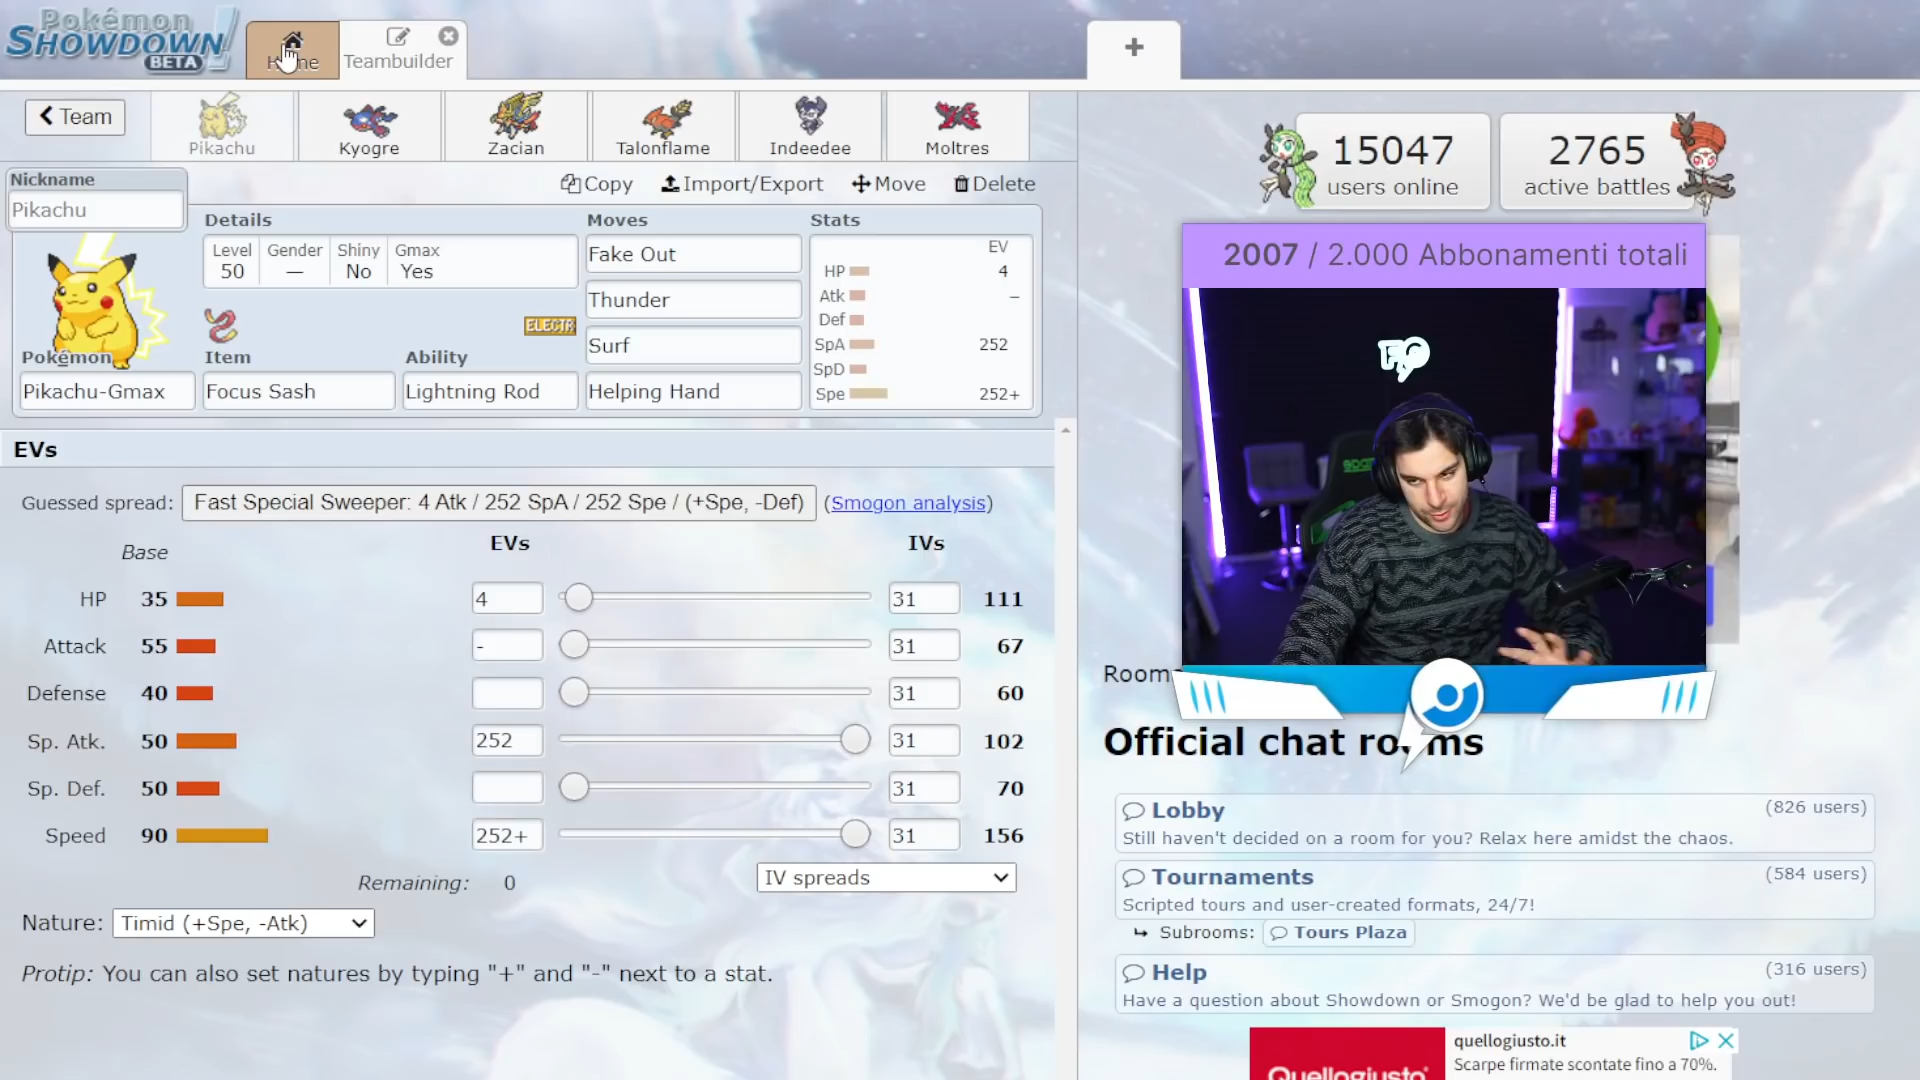 Pokémon
SHOWDOWN!
BETA
Home
Teambuilder
+
Team
Pikachu
Kyogre
Zacian
Talonflame
Indeedee
Moltres
Copy
Import/Export
Move
Delete
Nickname
Pikachu
Details
Level
50
Gender
—
Shiny
No
Gmax
Yes
ELECTR
Pokémon
Pikachu-Gmax
Item
Focus Sash
Ability
Lightning Rod
Moves
Fake Out
Thunder
Surf
Helping Hand
Stats
EV
HP 4
Atk –
Def
SpA 252
SpD
Spe 252+
EVs
Guessed spread: Fast Special Sweeper: 4 Atk / 252 SpA / 252 Spe / (+Spe, -Def) (Smogon analysis)
Base EVs IVs
HP 35 4 31 111
Attack 55 - 31 67
Defense 40 31 60
Sp. Atk. 50 252 31 102
Sp. Def. 50 31 70
Speed 90 252+ 31 156
Remaining: 0
IV spreads
Nature: Timid (+Spe, -Atk)
Protip: You can also set natures by typing "+" and "-" next to a stat.
15047
users online
2765
active battles
2007 / 2.000 Abbonamenti totali
Room
Official chat rooms
Lobby (826 users)
Still haven't decided on a room for you? Relax here amidst the chaos.
Tournaments (584 users)
Scripted tours and user-created formats, 24/7!
Subrooms: Tours Plaza
Help (316 users)
Have a question about Showdown or Smogon? We'd be glad to help you out!
Quellogiusto
quellogiusto.it
Scarpe firmate scontate fino a 70%.